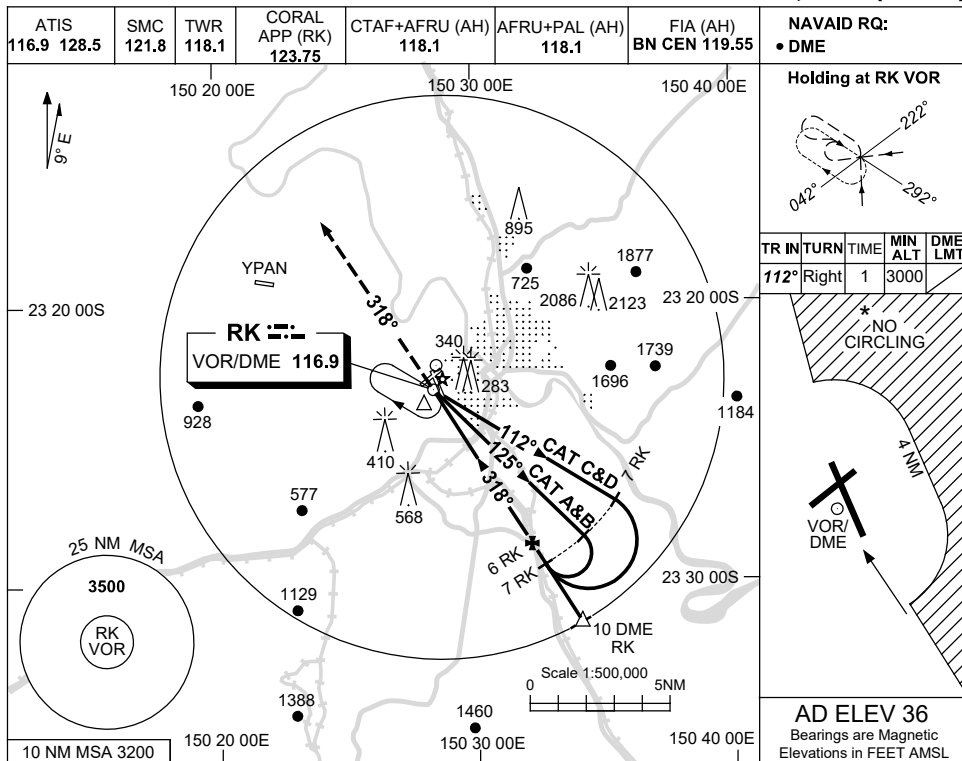 ATIS
116.9 128.5
SMC
121.8
TWR
118.1
CORAL
APP (RK)
123.75
CTAF+AFRU (AH)
118.1
AFRU+PAL (AH)
118.1
FIA (AH)
BN CEN 119.55
NAVAID RQ:
• DME
150 20 00E
150 30 00E
150 40 00E
9° E
Holding at RK VOR
222°
042°
292°
TR IN
TURN
TIME
MIN
ALT
DME
LMT
112°
Right
1
3000
895
YPAN
725
1877
2086
2123
23 20 00S
23 20 00S
318°
RK
VOR/DME 116.9
340
283
1696
1739
1184
928
410
568
112° CAT C&D
125° CAT A&B
318°
7 RK
6 RK
7 RK
577
23 30 00S
25 NM MSA
3500
RK
VOR
1129
10 DME
RK
Scale 1:500,000
0
5NM
1388
1460
150 20 00E
150 30 00E
150 40 00E
10 NM MSA 3200
* NO
CIRCLING
4 NM
VOR/
DME
AD ELEV 36
Bearings are Magnetic
Elevations in FEET AMSL